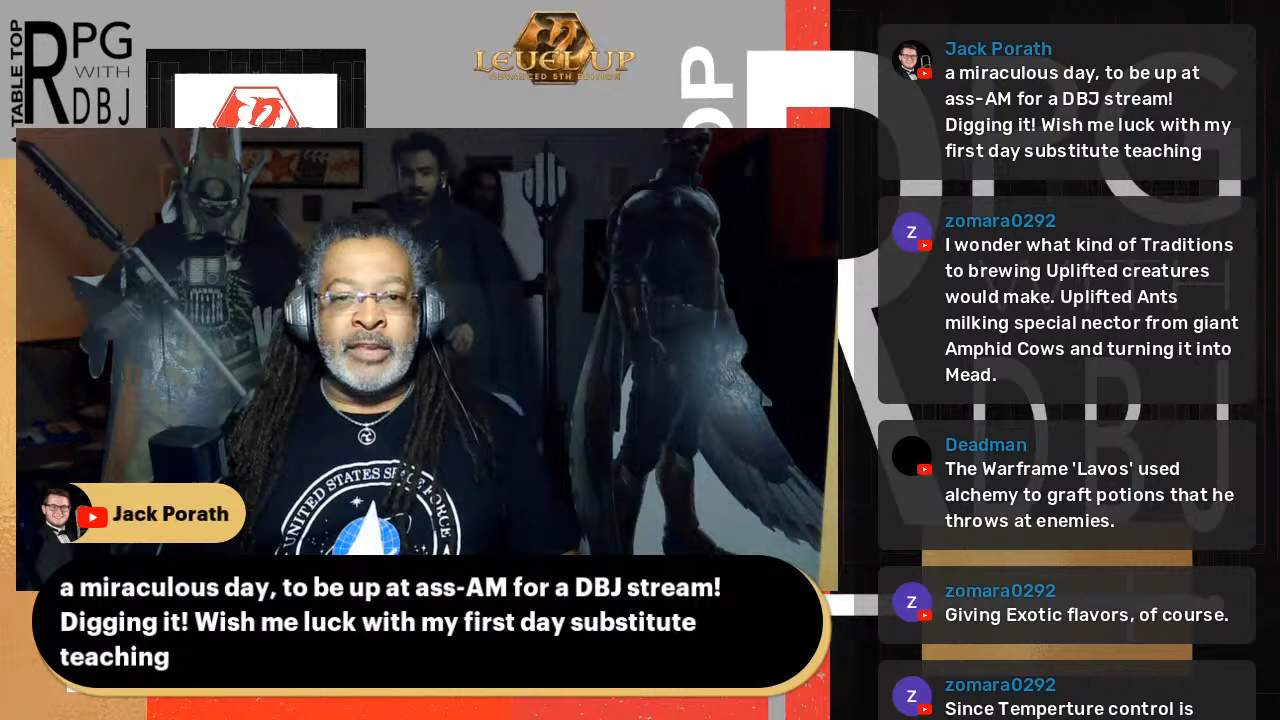 A TABLE TOP
RPG
WITH
DBJ
LEVEL UP
ADVANCED 5TH EDITION
OP
UNITED STATES SPACE FORCE
Jack Porath
a miraculous day, to be up at ass-AM for a DBJ stream!
Digging it! Wish me luck with my first day substitute
teaching
Jack Porath
a miraculous day, to be up at
ass-AM for a DBJ stream!
Digging it! Wish me luck with my
first day substitute teaching
Z
zomara0292
I wonder what kind of Traditions
to brewing Uplifted creatures
would make. Uplifted Ants
milking special nector from giant
Amphid Cows and turning it into
Mead.
Deadman
The Warframe 'Lavos' used
alchemy to graft potions that he
throws at enemies.
Z
zomara0292
Giving Exotic flavors, of course.
Z
zomara0292
Since Temperture control is
RPG
WITH
DBJ